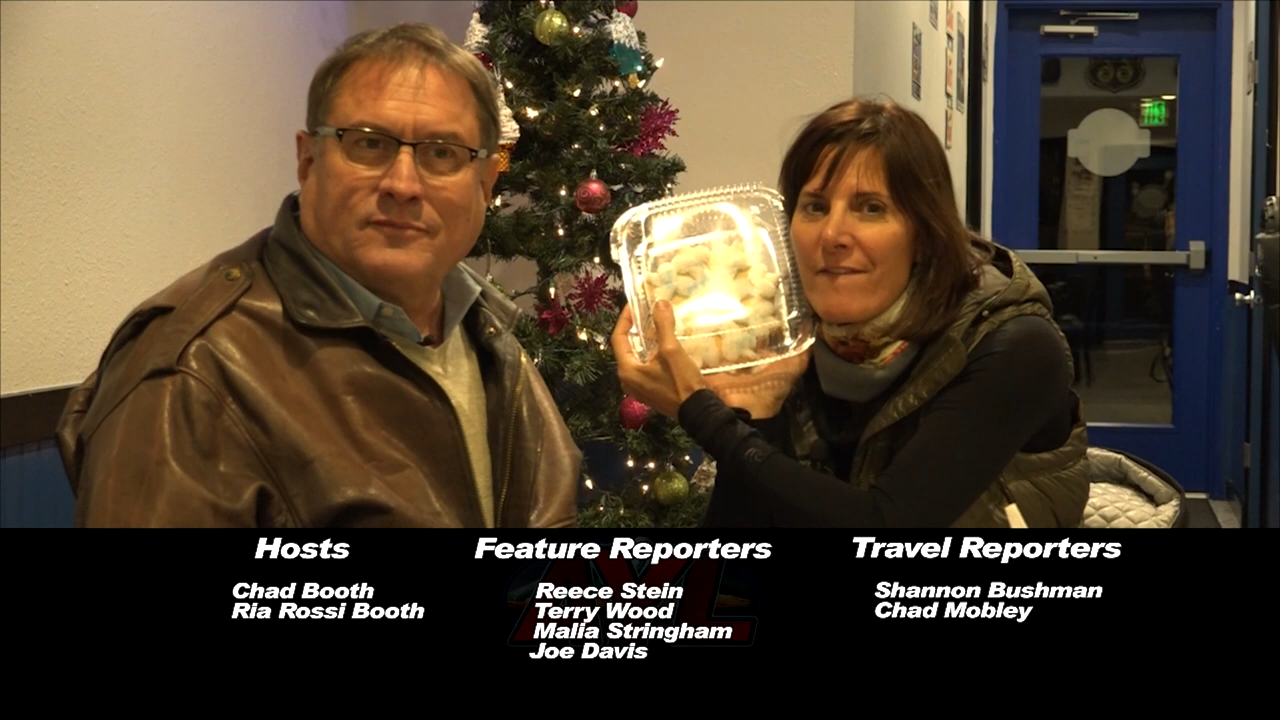 Hosts
Chad Booth
Ria Rossi Booth
Feature Reporters
Reece Stein
Terry Wood
Malia Stringham
Joe Davis
Travel Reporters
Shannon Bushman
Chad Mobley
AYL